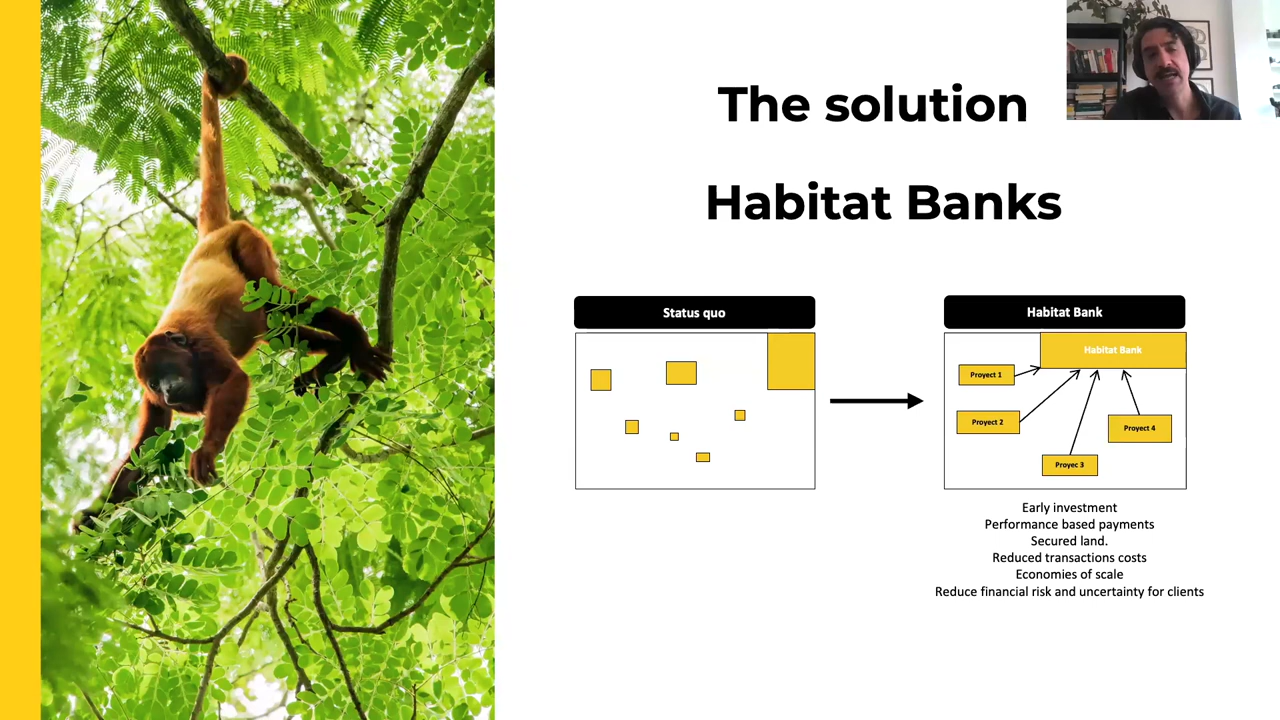 The solution
Habitat Banks
Status quo
Habitat Bank
Habitat Bank
Proyect 1
Proyect 2
Proyec 3
Proyect 4
Early investment
Performance based payments
Secured land.
Reduced transactions costs
Economies of scale
Reduce financial risk and uncertainty for clients